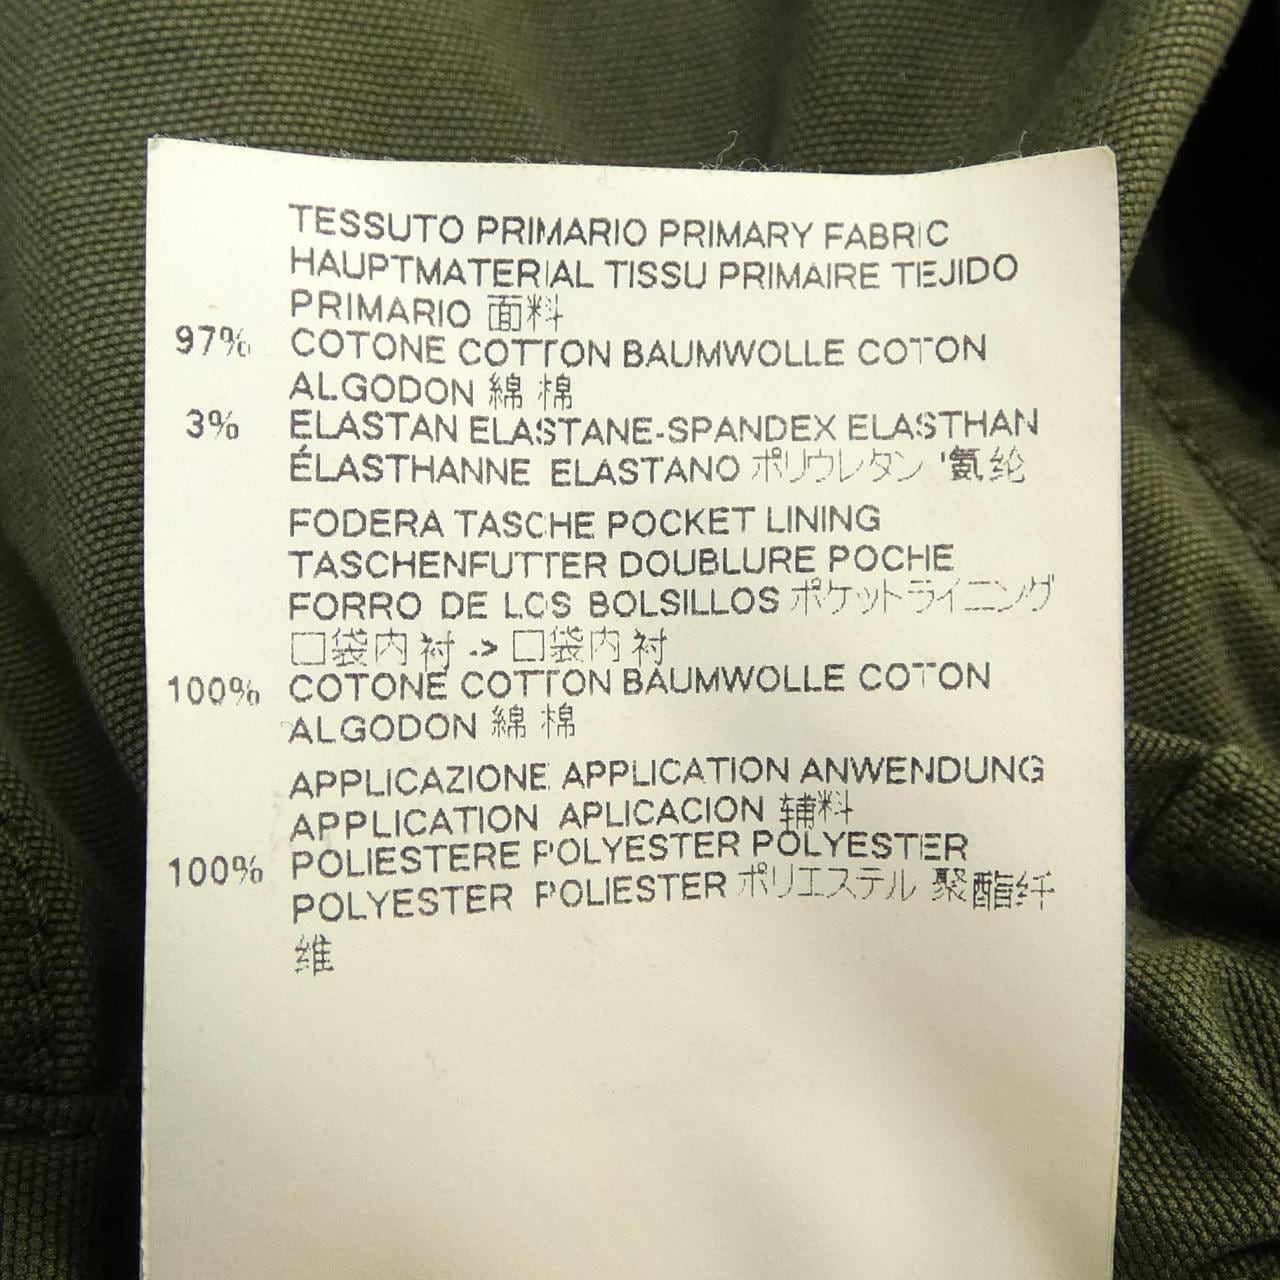 TESSUTO PRIMARIO PRIMARY FABRIC
HAUPTMATERIAL TISSU PRIMAIRE TEJIDO
PRIMARIO 面料
97% COTONE COTTON BAUMWOLLE COTON
ALGODON 綿 棉
3% ELASTAN ELASTANE-SPANDEX ELASTHAN
ÉLASTHANNE ELASTANO ポリウレタン '氨纶
FODERA TASCHE POCKET LINING
TASCHENFUTTER DOUBLURE POCHE
FORRO DE LOS BOLSILLOS ポケットライニング
口袋内衬 -> 口袋内衬
100% COTONE COTTON BAUMWOLLE COTON
ALGODON 綿 棉
APPLICAZIONE APPLICATION ANWENDUNG
APPLICATION APLICACION 辅料
100% POLIESTERE POLYESTER POLYESTER
POLYESTER POLIESTER ポリエステル 聚酯纤
维